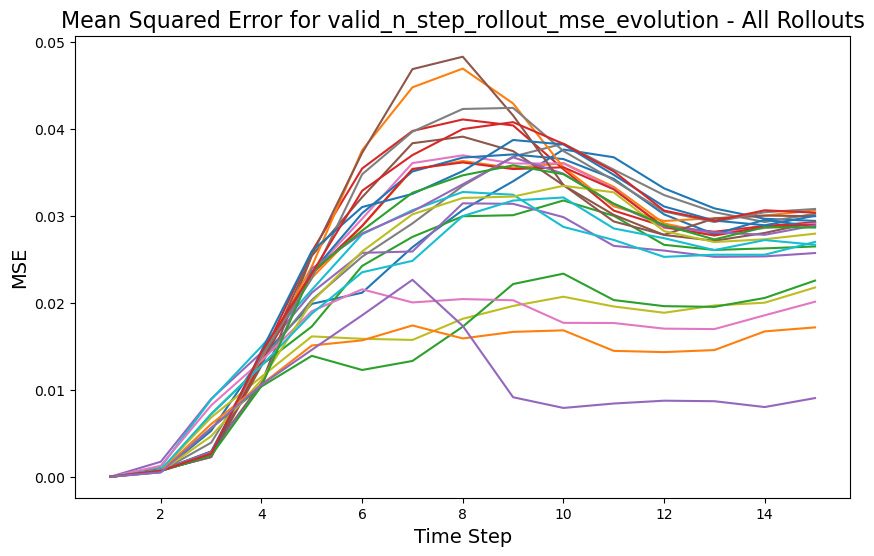 Mean Squared Error for valid_n_step_rollout_mse_evolution - All Rollouts
0.05
0.04
0.03
0.02
0.01
0.00
MSE
2 4 6 8 10 12 14
Time Step